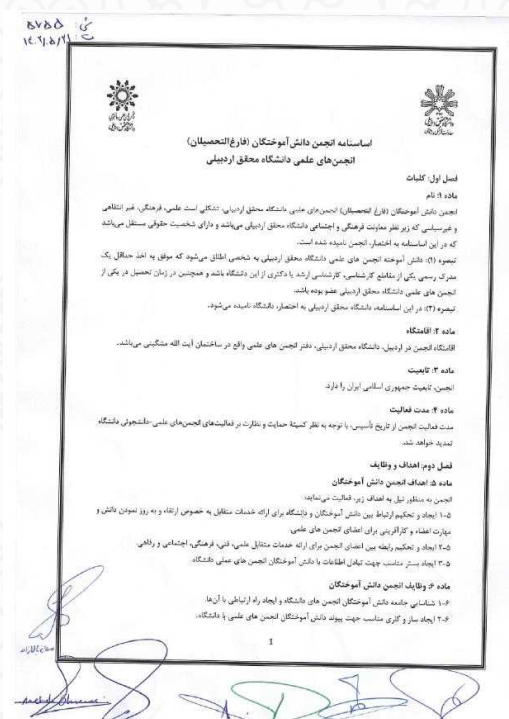 ش: ۵۷۵۵
ت: ۱۴۰۲/۵/۲۱
اساسنامه انجمن دانش آموختگان (فارغ‌التحصیلان)
انجمن‌های علمی دانشگاه محقق اردبیلی
فصل اول: کلیات
ماده ۱: نام
انجمن دانش آموختگان (فارغ التحصیلان) انجمن‌های علمی دانشگاه محقق اردبیلی، تشکلی است علمی، فرهنگی، غیر انتفاهی
و غیرسیاسی که زیر نظر معاونت فرهنگی و اجتماعی دانشگاه محقق اردبیلی می‌باشد و دارای شخصیت حقوقی مستقل می‌باشد
که در این اساسنامه به اختصار، انجمن نامیده شده است.
تبصره (۱): دانش آموخته انجمن های علمی دانشگاه محقق اردبیلی به شخصی اطلاق می‌شود که موفق به اخذ حداقل یک
مدرک رسمی یکی از مقاطع کارشناسی، کارشناسی ارشد یا دکتری از این دانشگاه باشد و همچنین در زمان تحصیل در یکی از
انجمن های علمی دانشگاه محقق اردبیلی عضو بوده باشد.
تبصره (۲): در این اساسنامه، دانشگاه محقق اردبیلی به اختصار، دانشگاه نامیده می‌شود.
ماده ۲: اقامتگاه
اقامتگاه انجمن در اردبیل، دانشگاه محقق اردبیلی، دفتر انجمن های علمی واقع در ساختمان آیت الله مشگینی می‌باشد.
ماده ۳: تابعیت
انجمن، تابعیت جمهوری اسلامی ایران را دارد.
ماده ۴: مدت فعالیت
مدت فعالیت انجمن از تاریخ تأسیس، با توجه به نظر کمیتهٔ حمایت و نظارت بر فعالیت‌های انجمن‌های علمی-دانشجوئی دانشگاه
تمدید خواهد شد.
فصل دوم: اهداف و وظایف
ماده ۵: اهداف انجمن دانش آموختگان
انجمن به منظور نیل به اهداف زیر، فعالیت می‌نماید:
۵-۱ ایجاد و تحکیم ارتباط بین دانش آموختگان و دانشگاه برای ارائه خدمات متقابل به خصوص ارتقاء و به روز نمودن دانش و
مهارت اعضاء و کارآفرینی برای اعضای انجمن های علمی.
۵-۲ ایجاد و تحکیم رابطه بین اعضای انجمن برای ارائه خدمات متقابل علمی، فنی، فرهنگی، اجتماعی و رفاهی.
۵-۳ ایجاد بستر مناسب جهت تبادل اطلاعات با دانش آموختگان انجمن های عملی دانشگاه.
ماده ۶: وظایف انجمن دانش آموختگان
۶-۱ شناسایی جامعه دانش آموختگان انجمن های دانشگاه و ایجاد راه ارتباطی با آن‌ها.
۶-۲ ایجاد ساز و کاری مناسب جهت پیوند دانش آموختگان انجمن های علمی با دانشگاه.
1